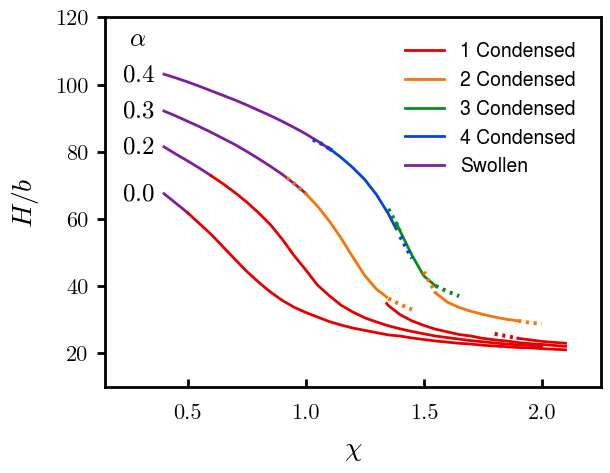 120
100
80
60
40
20
H/b
α
0.4
0.3
0.2
0.0
1 Condensed
2 Condensed
3 Condensed
4 Condensed
Swollen
0.5 1.0 1.5 2.0
χ